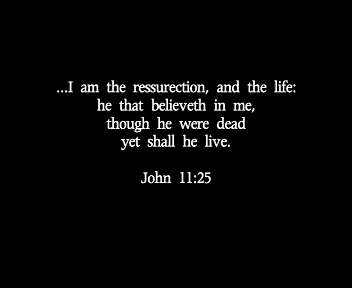 ...I am the ressurection, and the life:
he that believeth in me,
though he were dead
yet shall he live.
John 11:25